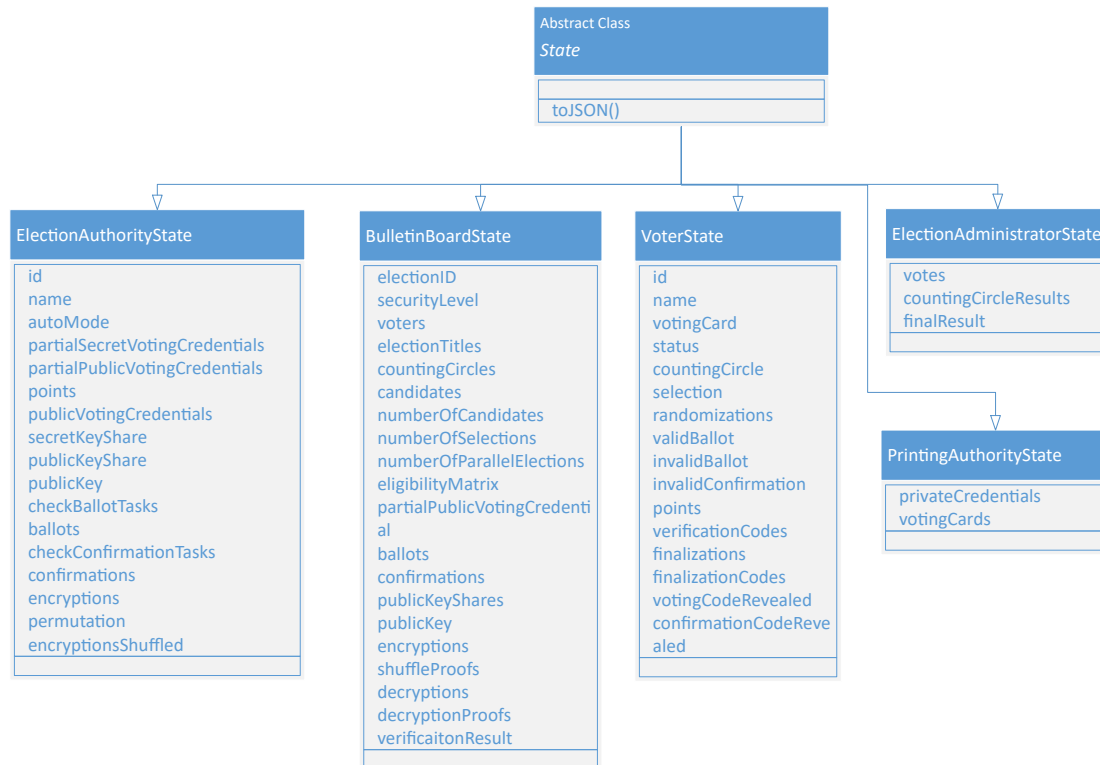 Abstract Class
State
toJSON()
ElectionAuthorityState
id
name
autoMode
partialSecretVotingCredentials
partialPublicVotingCredentials
points
publicVotingCredentials
secretKeyShare
publicKeyShare
publicKey
checkBallotTasks
ballots
checkConfirmationTasks
confirmations
encryptions
permutation
encryptionsShuffled
BulletinBoardState
electionID
securityLevel
voters
electionTitles
countingCircles
candidates
numberOfCandidates
numberOfSelections
numberOfParallelElections
eligibilityMatrix
partialPublicVotingCredenti
al
ballots
confirmations
publicKeyShares
publicKey
encryptions
shuffleProofs
decryptions
decryptionProofs
verificaitonResult
VoterState
id
name
votingCard
status
countingCircle
selection
randomizations
validBallot
invalidBallot
invalidConfirmation
points
verificationCodes
finalizations
finalizationCodes
votingCodeRevealed
confirmationCodeReve
aled
ElectionAdministratorState
votes
countingCircleResults
finalResult
PrintingAuthorityState
privateCredentials
votingCards